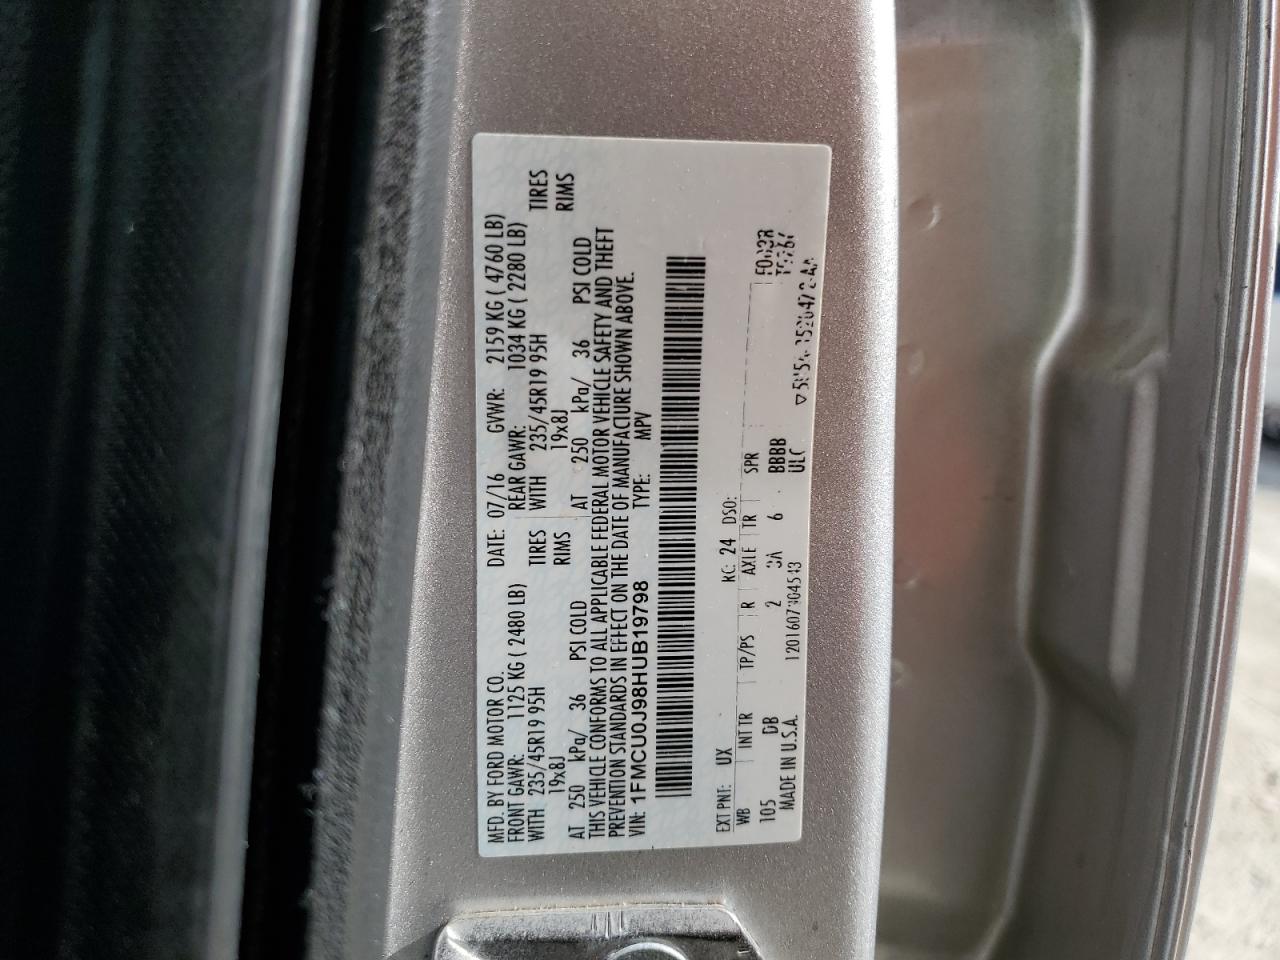 MFD. BY FORD MOTOR CO. DATE: 07/16 GVWR: 2159 KG ( 4760 LB)
FRONT GAWR: 1125 KG ( 2480 LB) REAR GAWR: 1034 KG ( 2280 LB)
WITH 235/45R19 95H TIRES WITH 235/45R19 95H TIRES
19x8J RIMS 19x8J RIMS
AT 250 kPa/ 36 PSI COLD AT 250 kPa/ 36 PSI COLD
THIS VEHICLE CONFORMS TO ALL APPLICABLE FEDERAL MOTOR VEHICLE SAFETY AND THEFT
PREVENTION STANDARDS IN EFFECT ON THE DATE OF MANUFACTURE SHOWN ABOVE.
VIN: 1FMCU0J98HUB19798 TYPE: MPV
EXT PNT: UX KC: 24 DSO:
WB INT TR TP/PS R AXLE TR SPR
105 DB 2 3A 6 BBBB
MADE IN U.S.A. ULC